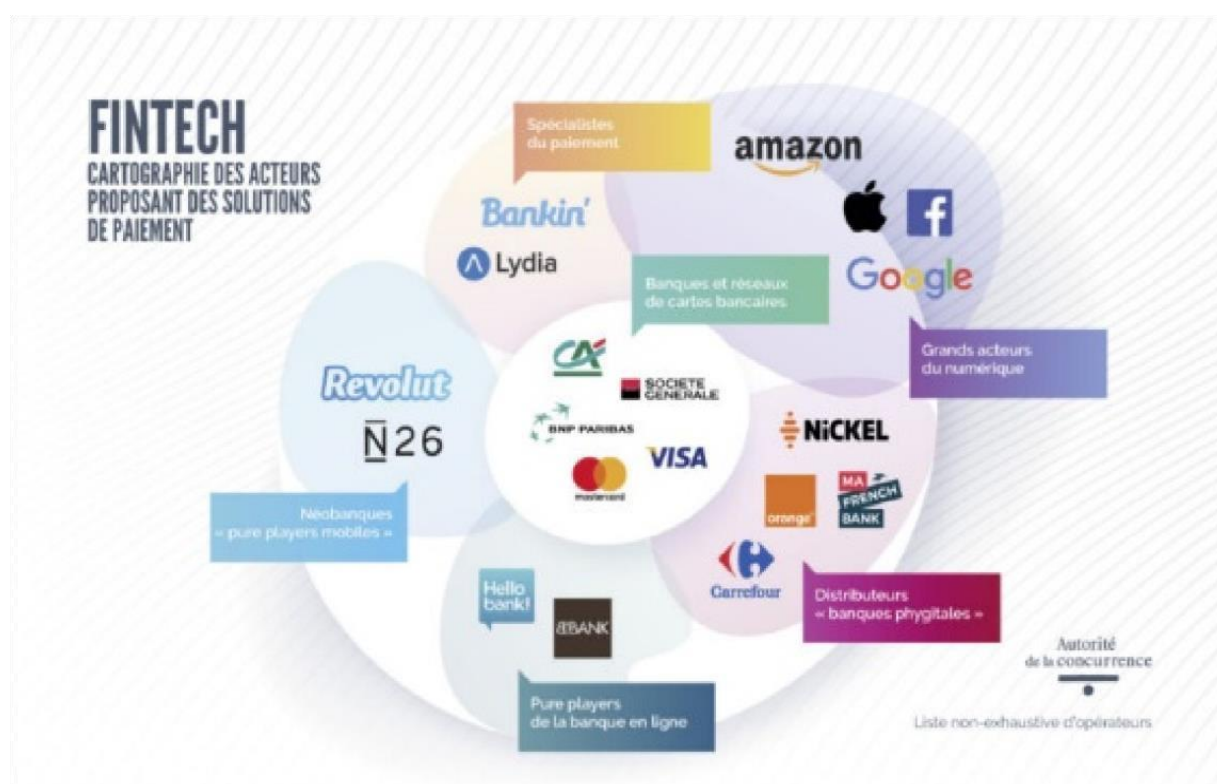 FINTECH
CARTOGRAPHIE DES ACTEURS
PROPOSANT DES SOLUTIONS
DE PAIEMENT
Spécialistes
du paiement
amazon
Bankin'
Lydia
Google
Banques et réseaux
de cartes bancaires
Grands acteurs
du numérique
CA
SOCIETE
GENERALE
BNP PARIBAS
VISA
mastercard
Revolut
N26
Néobanques
« pure players mobiles »
NiCKEL
orange
MA
FRENCH
BANK
Carrefour
Distributeurs
« banques phygitales »
Hello
bank!
BANK
Pure players
de la banque en ligne
Autorité
de la concurrence
Liste non-exhaustive d'opérateurs